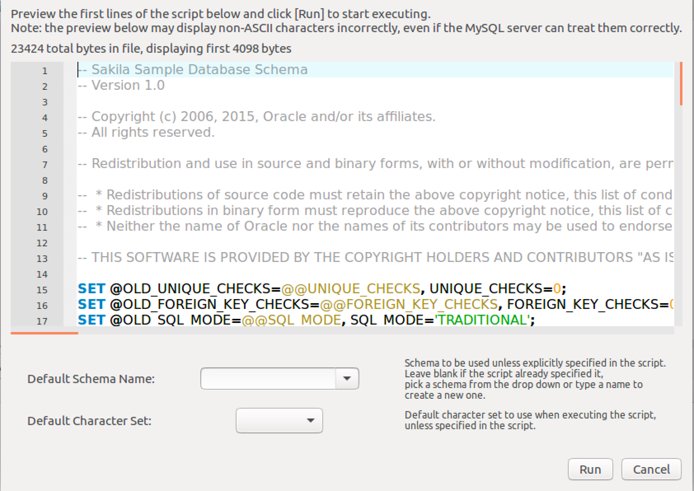 Preview the first lines of the script below and click [Run] to start executing.
Note: the preview below may display non-ASCII characters incorrectly, even if the MySQL server can treat them correctly.
23424 total bytes in file, displaying first 4098 bytes
1 -- Sakila Sample Database Schema
2 -- Version 1.0
3
4 -- Copyright (c) 2006, 2015, Oracle and/or its affiliates.
5 -- All rights reserved.
6
7 -- Redistribution and use in source and binary forms, with or without modification, are perr
8
9 --  * Redistributions of source code must retain the above copyright notice, this list of cond
10 --  * Redistributions in binary form must reproduce the above copyright notice, this list of c
11 --  * Neither the name of Oracle nor the names of its contributors may be used to endorse
12
13 -- THIS SOFTWARE IS PROVIDED BY THE COPYRIGHT HOLDERS AND CONTRIBUTORS "AS IS
14
15 SET @OLD_UNIQUE_CHECKS=@@UNIQUE_CHECKS, UNIQUE_CHECKS=0;
16 SET @OLD_FOREIGN_KEY_CHECKS=@@FOREIGN_KEY_CHECKS, FOREIGN_KEY_CHECKS=0
17 SET @OLD_SQL_MODE=@@SQL_MODE, SQL_MODE='TRADITIONAL';
Default Schema Name:
Schema to be used unless explicitly specified in the script.
Leave blank if the script already specified it,
pick a schema from the drop down or type a name to
create a new one.
Default Character Set:
Default character set to use when executing the script,
unless specified in the script.
Run
Cancel